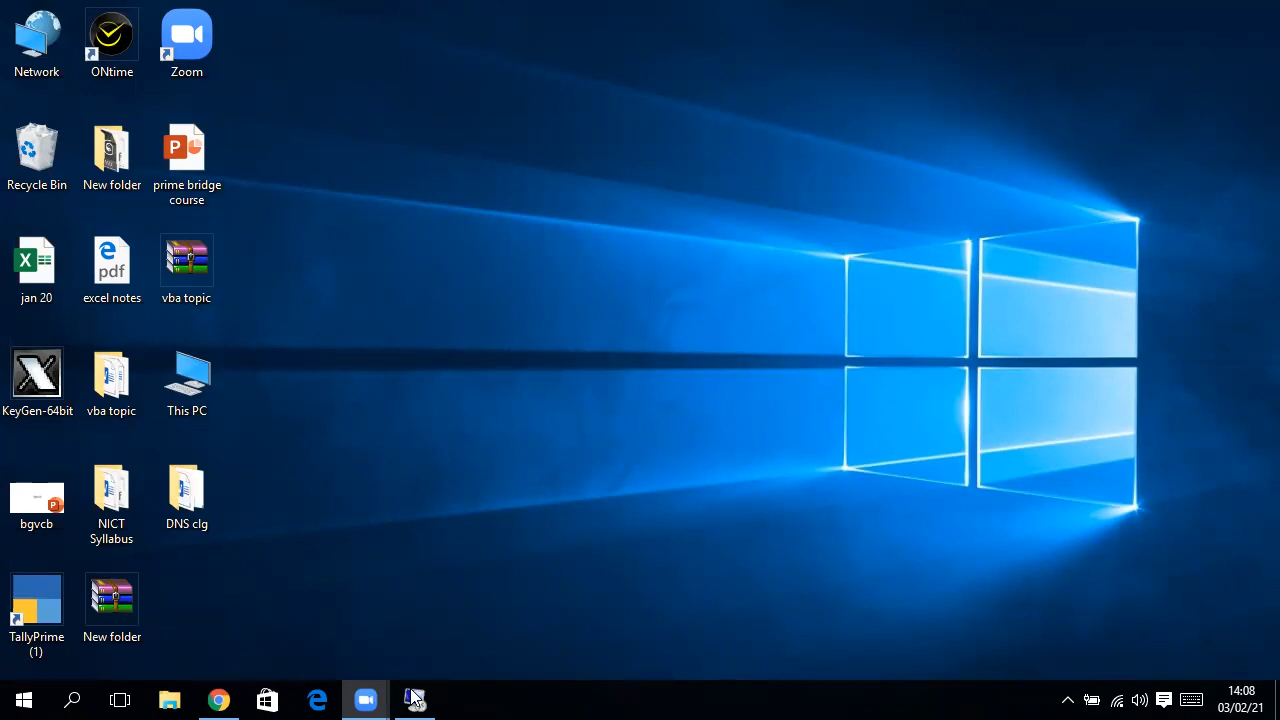 Network
ONtime
Zoom
Recycle Bin
New folder
prime bridge
course
jan 20
excel notes
vba topic
KeyGen-64bit
vba topic
This PC
bgvcb
NICT
Syllabus
DNS clg
TallyPrime
(1)
New folder
14:08
03/02/21